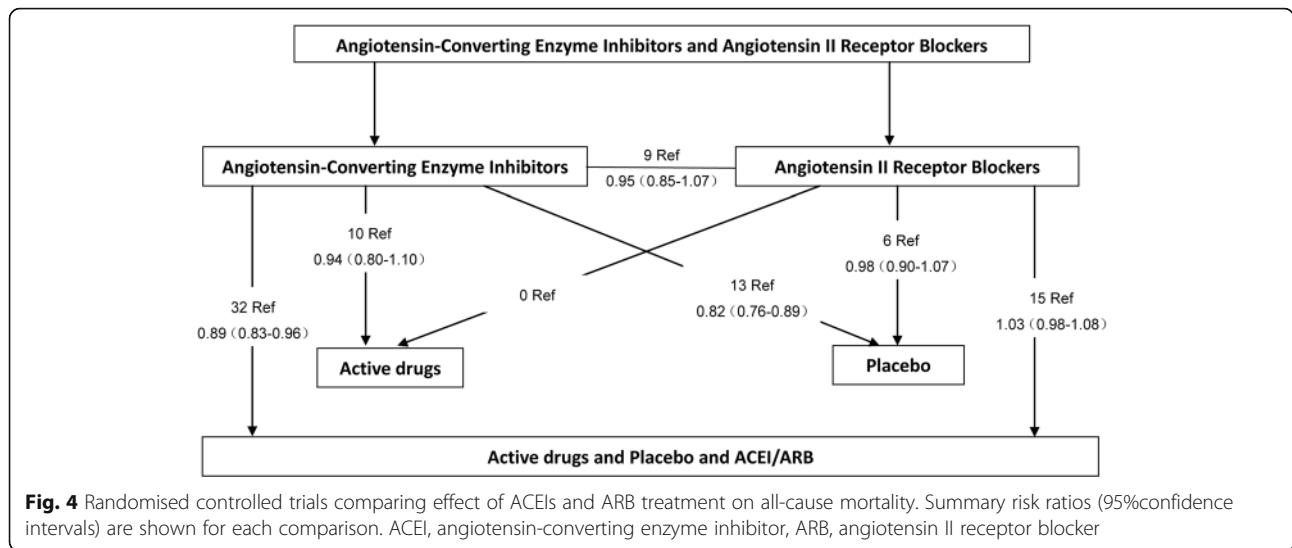 Angiotensin-Converting Enzyme Inhibitors and Angiotensin II Receptor Blockers
Angiotensin-Converting Enzyme Inhibitors
9 Ref
0.95（0.85-1.07）
Angiotensin II Receptor Blockers
10 Ref
0.94（0.80-1.10）
6 Ref
0.98（0.90-1.07）
32 Ref
0.89（0.83-0.96）
0 Ref
13 Ref
0.82（0.76-0.89）
15 Ref
1.03（0.98-1.08）
Active drugs
Placebo
Active drugs and Placebo and ACEI/ARB
Fig. 4 Randomised controlled trials comparing effect of ACEIs and ARB treatment on all-cause mortality. Summary risk ratios (95%confidence
intervals) are shown for each comparison. ACEI, angiotensin-converting enzyme inhibitor, ARB, angiotensin II receptor blocker